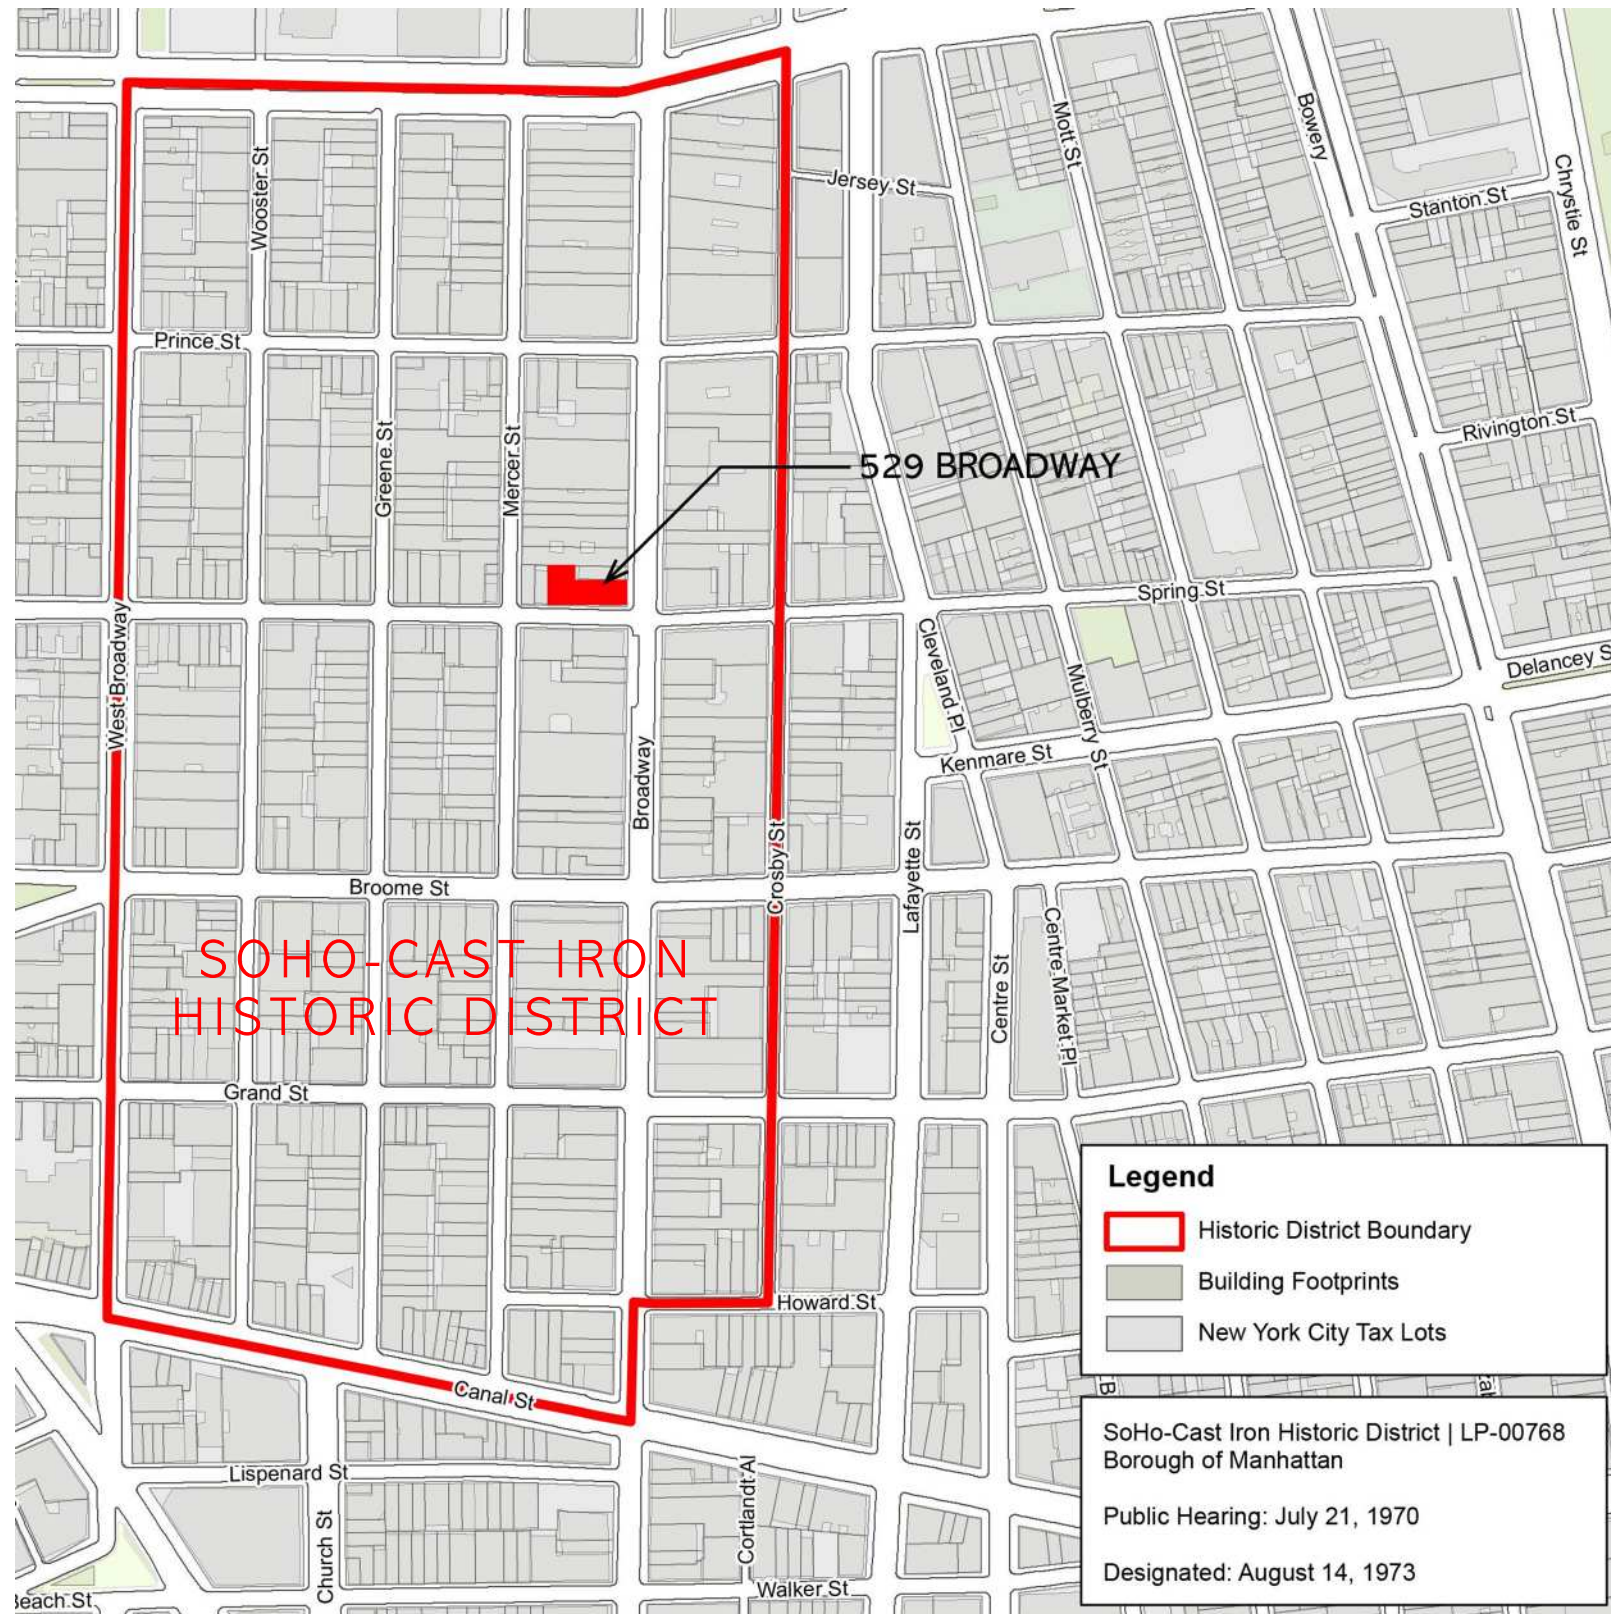 Mott St
Bowery
Chrystie St
Wooster St
Jersey St
Stanton St
Prince St
Rivington St
Greene St
Mercer St
529 BROADWAY
Spring St
West Broadway
Cleveland Pl
Mulberry St
Delancey S
Kenmare St
Broadway
Crosby St
Lafayette St
Broome St
SOHO-CAST IRON
HISTORIC DISTRICT
Centre St
Centre Market Pl
Grand St
Howard St
Canal St
Lispenard St
Church St
Cortlandt Al
Walker St
Beach St
Legend
Historic District Boundary
Building Footprints
New York City Tax Lots
SoHo-Cast Iron Historic District | LP-00768
Borough of Manhattan
Public Hearing: July 21, 1970
Designated: August 14, 1973